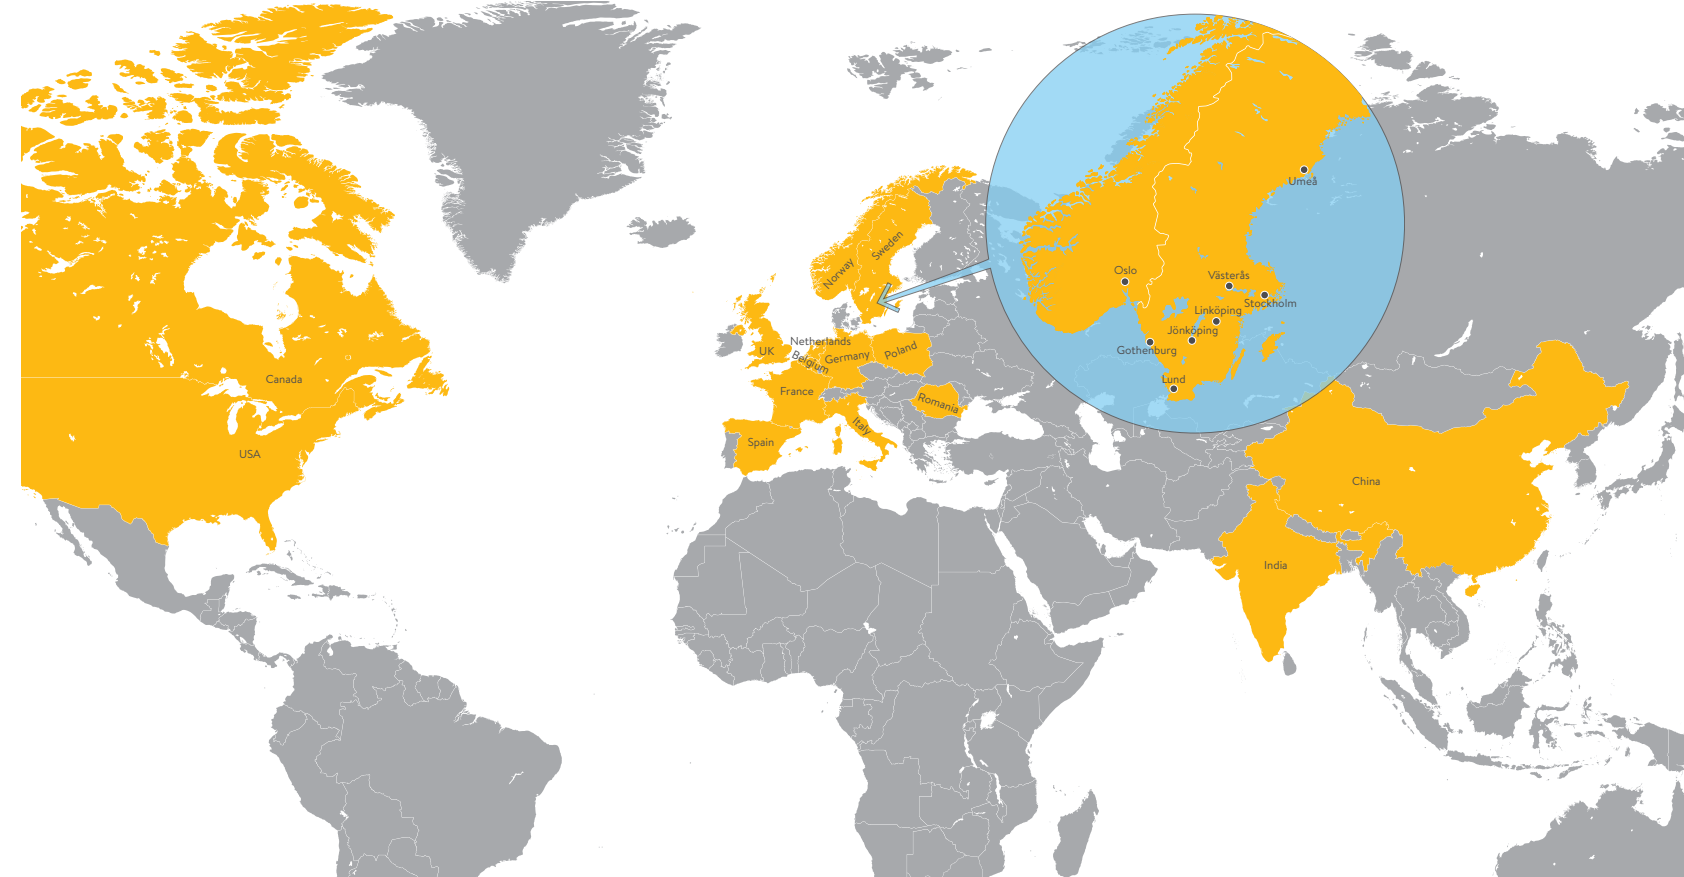 Umeå
Sweden
Norway
Oslo
Västerås
Stockholm
Linköping
Jönköping
Gothenburg
Lund
Netherlands
UK
Belgium
Germany
Poland
Canada
France
Romania
Italy
Spain
USA
China
India